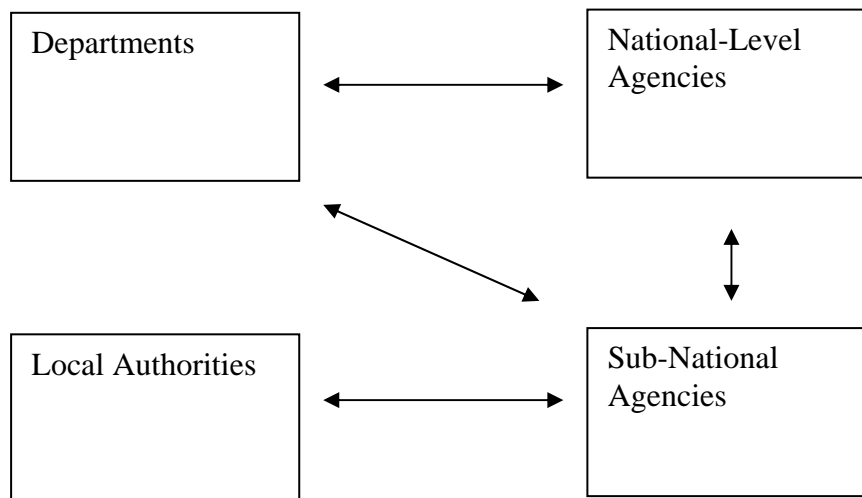 Departments
National-Level
Agencies
Local Authorities
Sub-National
Agencies